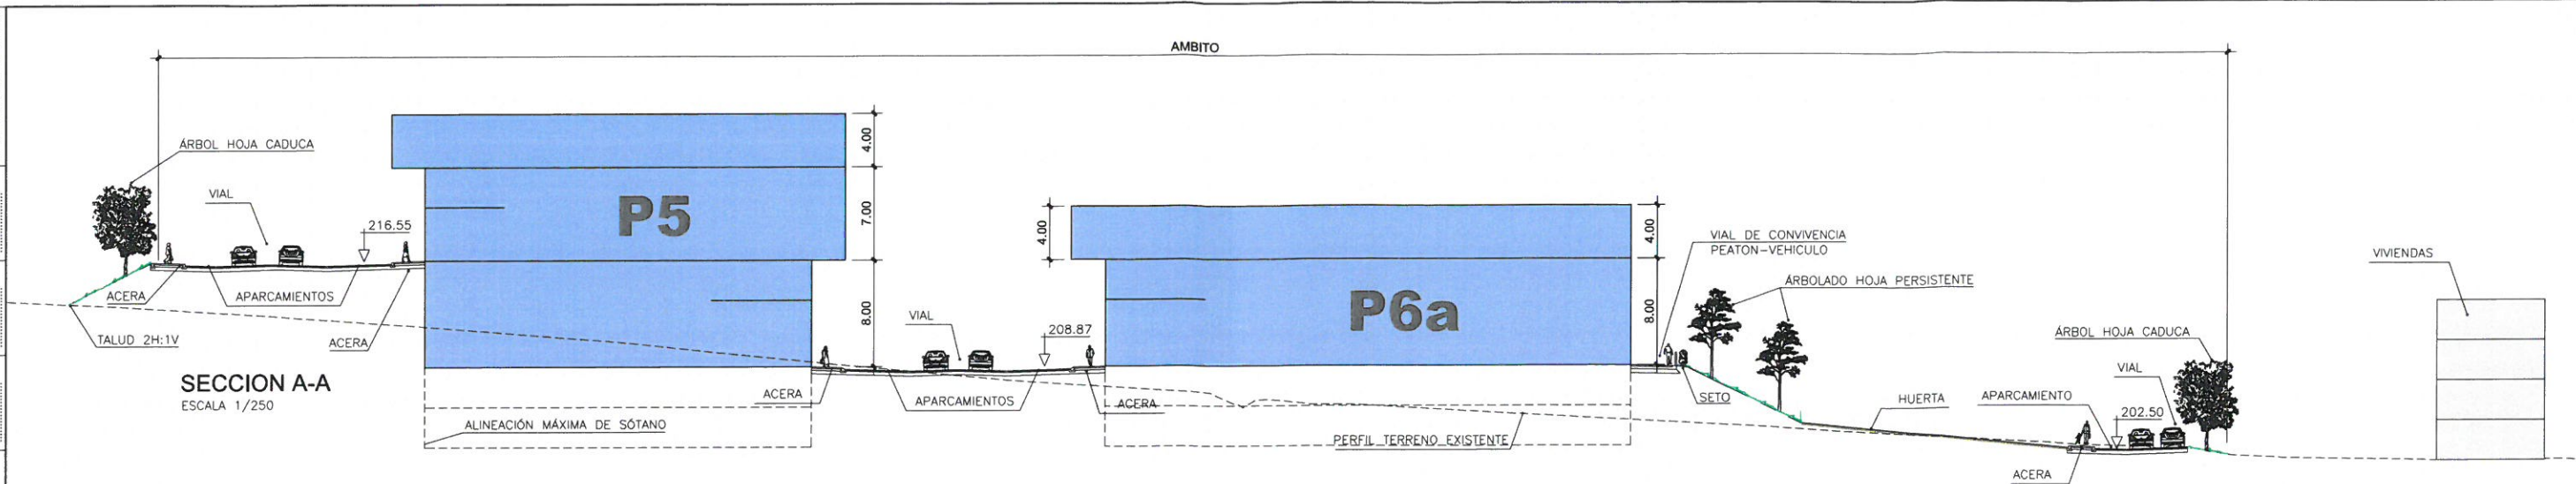 AMBITO
ÁRBOL HOJA CADUCA
VIAL
216.55
P5
4.00
7.00
8.00
ACERA
APARCAMIENTOS
ACERA
TALUD 2H:1V
SECCION A-A
ESCALA 1/250
ALINEACIÓN MÁXIMA DE SÓTANO
VIAL
208.87
ACERA
APARCAMIENTOS
ACERA
4.00
P6a
4.00
8.00
PERFIL TERRENO EXISTENTE
VIAL DE CONVIVENCIA
PEATON-VEHICULO
ÁRBOLADO HOJA PERSISTENTE
SETO
HUERTA
ÁRBOL HOJA CADUCA
VIAL
APARCAMIENTO
202.50
ACERA
VIVIENDAS